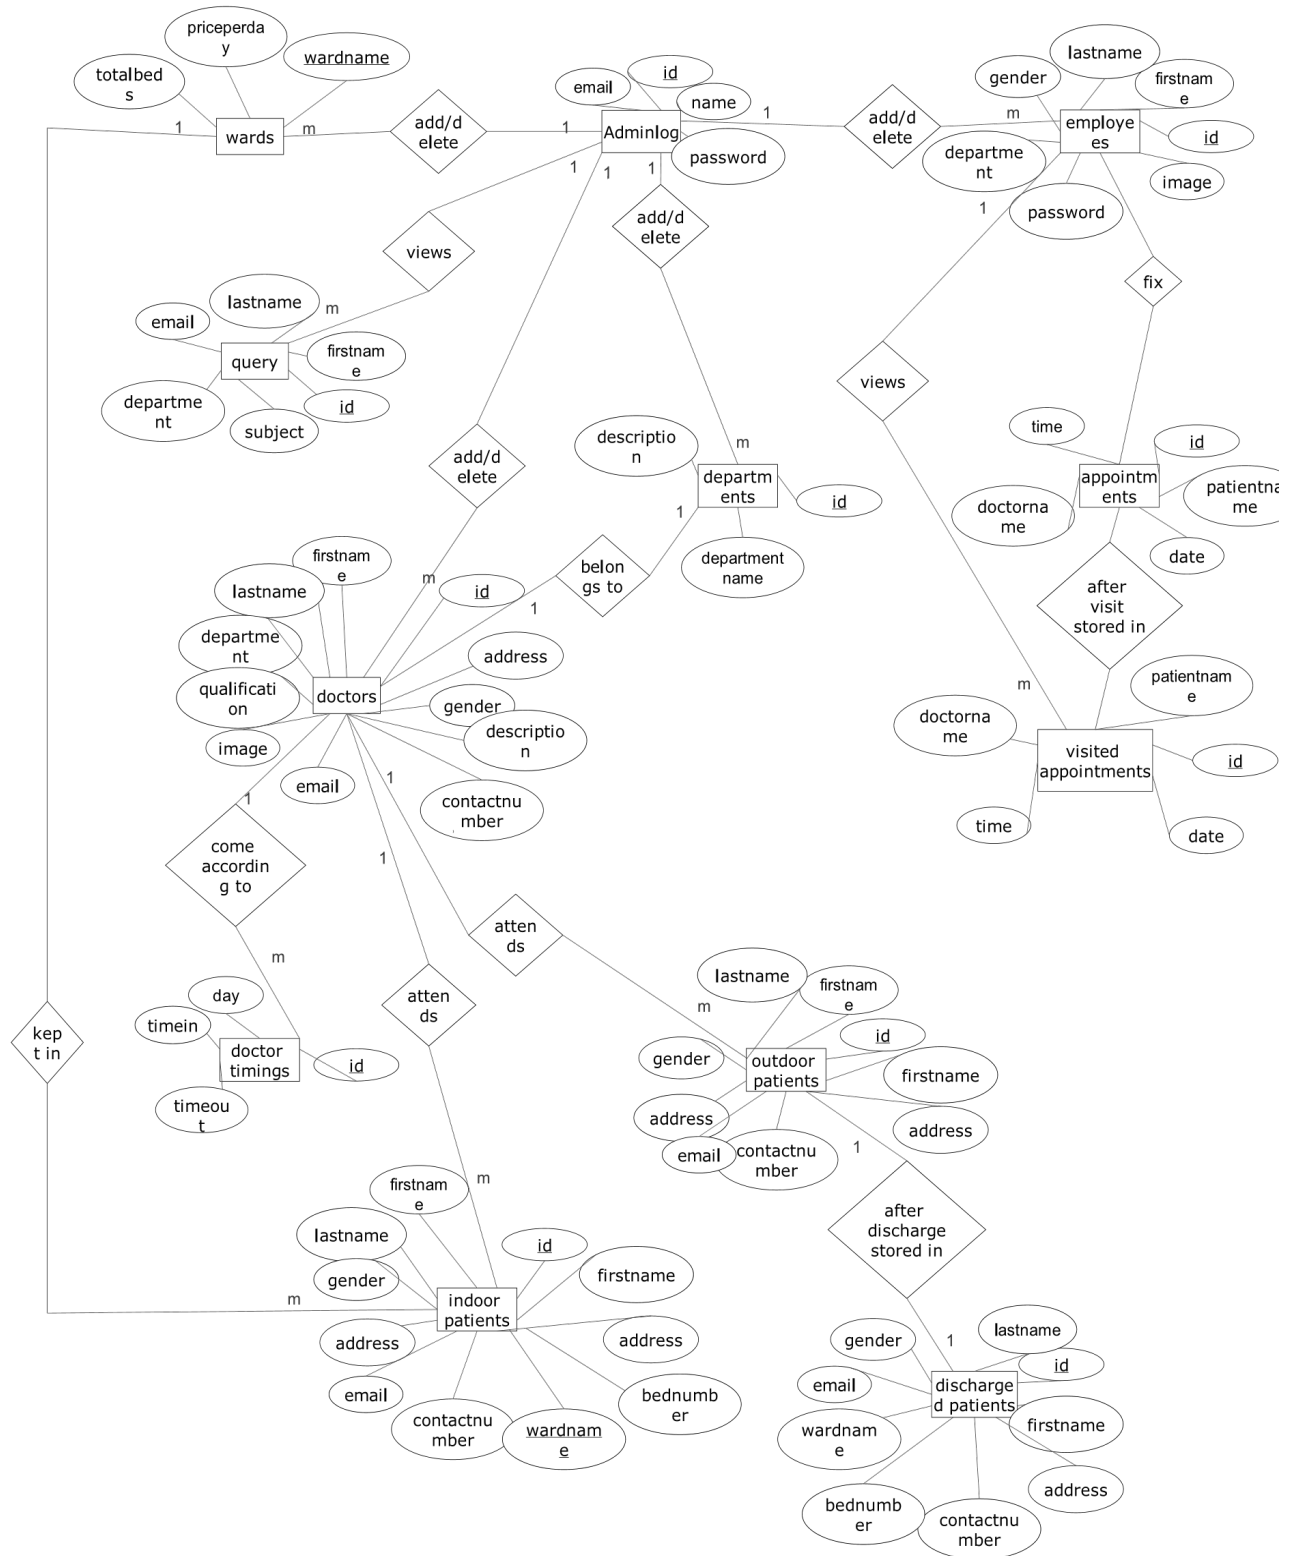 priceperda
y
wardname
totalbed
s
wards
1
m
add/d
elete
1
email
id
name
Adminlog
password
1
add/d
elete
m
lastname
gender
firstnam
e
employe
es
id
departme
nt
image
password
1
1
1
1
add/d
elete
views
m
fix
lastname
email
firstnam
e
query
id
departme
nt
subject
views
add/d
elete
m
descriptio
n
departm
ents
id
1
department
name
time
id
appointm
ents
patientna
me
doctorna
me
date
belon
gs to
1
after
visit
stored in
firstnam
e
lastname
m
id
departme
nt
address
qualificati
on
doctors
gender
descriptio
n
image
email
contactnu
mber
m
patientnam
e
doctorna
me
visited
appointments
id
time
date
1
1
1
come
accordin
g to
m
atten
ds
atten
ds
m
day
timein
doctor
timings
id
timeou
t
kep
t in
lastname
firstnam
e
id
gender
outdoor
patients
firstname
address
address
email
contactnu
mber
1
m
firstnam
e
lastname
id
gender
firstname
m
indoor
patients
address
address
email
bednumb
er
contactnu
mber
wardnam
e
after
discharge
stored in
1
lastname
gender
id
email
discharge
d patients
wardnam
e
firstname
address
bednumb
er
contactnu
mber